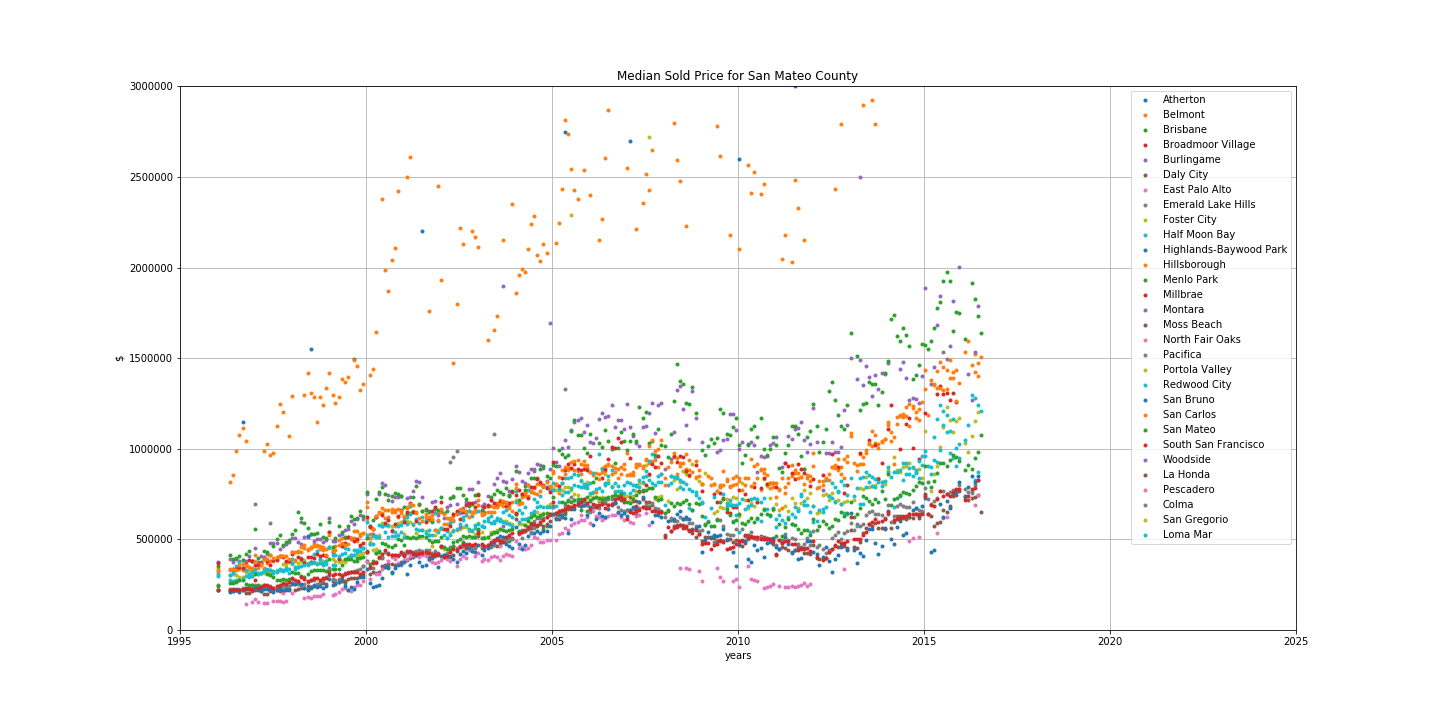 Median Sold Price for San Mateo County
3000000
2500000
2000000
1500000
1000000
500000
0
$
1995
2000
2005
2010
2015
2020
2025
years
Atherton
Belmont
Brisbane
Broadmoor Village
Burlingame
Daly City
East Palo Alto
Emerald Lake Hills
Foster City
Half Moon Bay
Highlands-Baywood Park
Hillsborough
Menlo Park
Millbrae
Montara
Moss Beach
North Fair Oaks
Pacifica
Portola Valley
Redwood City
San Bruno
San Carlos
San Mateo
South San Francisco
Woodside
La Honda
Pescadero
Colma
San Gregorio
Loma Mar